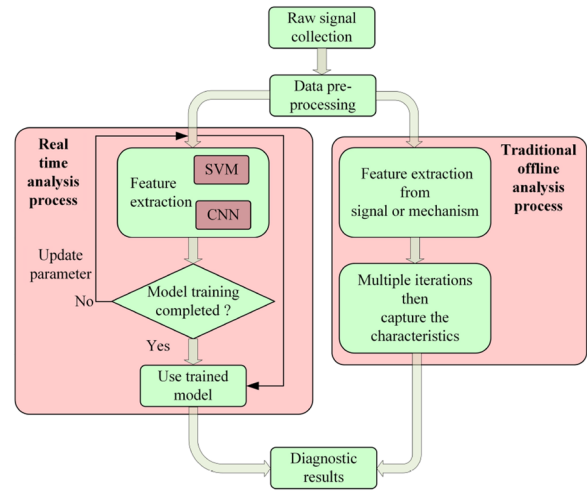 Raw signal
collection
Data pre-
processing
Real
time
analysis
process
Feature
extraction
SVM
CNN
Update
parameter
No
Model training
completed ?
Yes
Use trained
model
Traditional
offline
analysis
process
Feature extraction
from
signal or mechanism
Multiple iterations
then
capture the
characteristics
Diagnostic
results